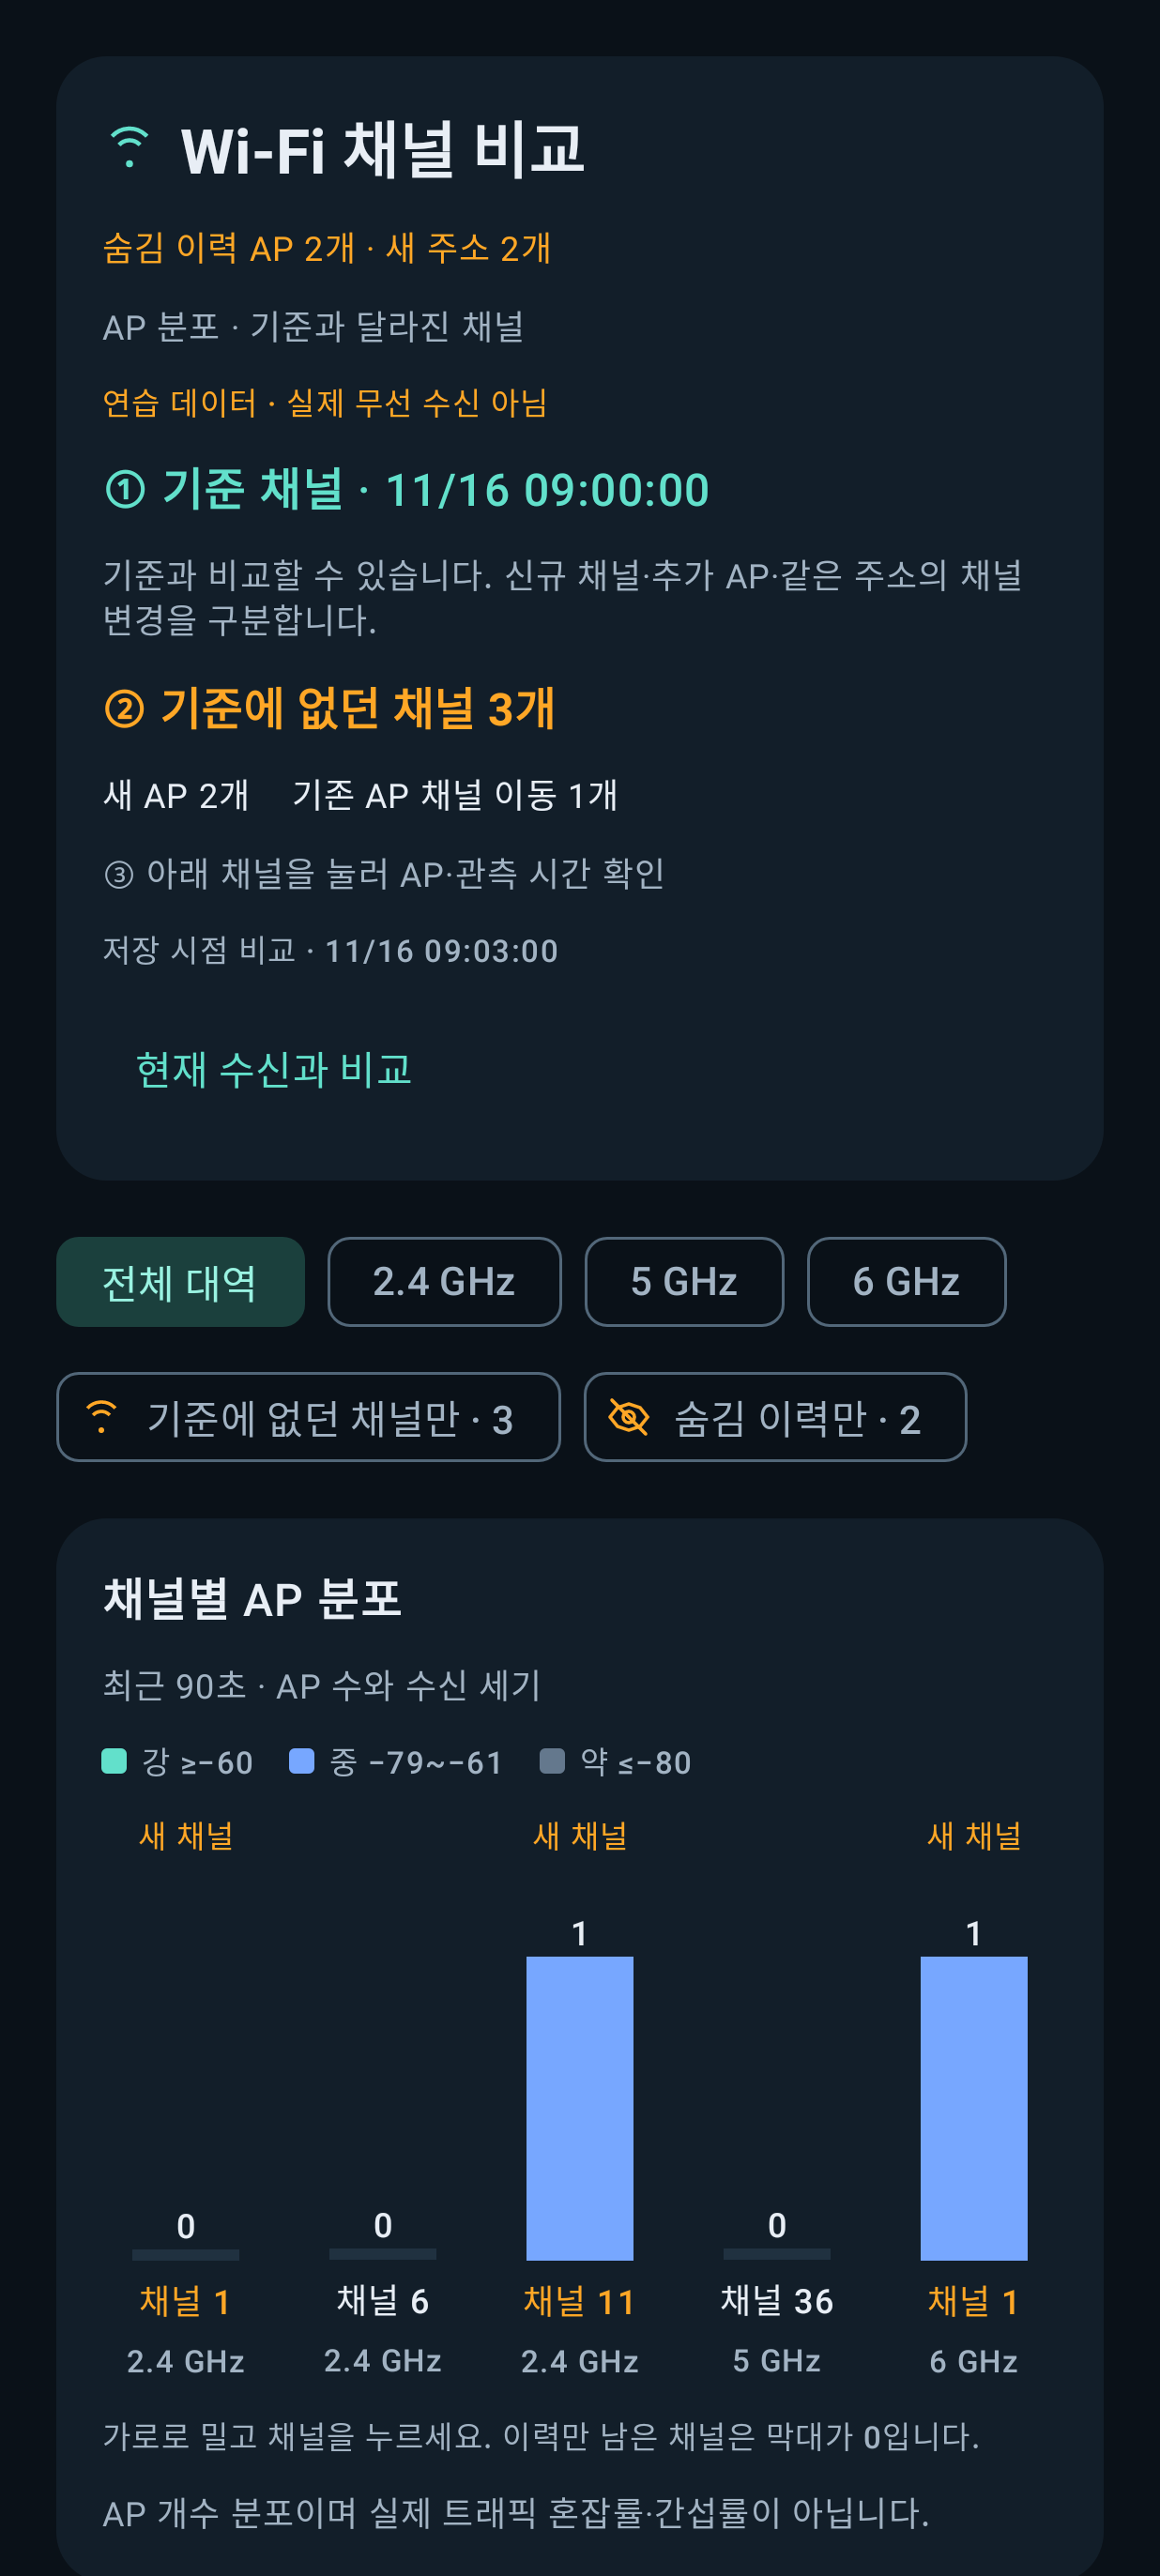 Wi-Fi 채널 비교
숨김 이력 AP 2개 · 새 주소 2개
AP 분포 · 기준과 달라진 채널
연습 데이터 · 실제 무선 수신 아님
① 기준 채널 · 11/16 09:00:00
기준과 비교할 수 있습니다. 신규 채널·추가 AP·같은 주소의 채널
변경을 구분합니다.
② 기준에 없던 채널 3개
새 AP 2개 기존 AP 채널 이동 1개
③ 아래 채널을 눌러 AP·관측 시간 확인
저장 시점 비교 · 11/16 09:03:00
현재 수신과 비교
전체 대역 2.4 GHz 5 GHz 6 GHz
기준에 없던 채널만 · 3 숨김 이력만 · 2
채널별 AP 분포
최근 90초 · AP 수와 수신 세기
강 ≥−60 중 −79~−61 약 ≤−80
새 채널 새 채널 새 채널
1 1
0 0 0
채널 1 채널 6 채널 11 채널 36 채널 1
2.4 GHz 2.4 GHz 2.4 GHz 5 GHz 6 GHz
가로로 밀고 채널을 누르세요. 이력만 남은 채널은 막대가 0입니다.
AP 개수 분포이며 실제 트래픽 혼잡률·간섭률이 아닙니다.